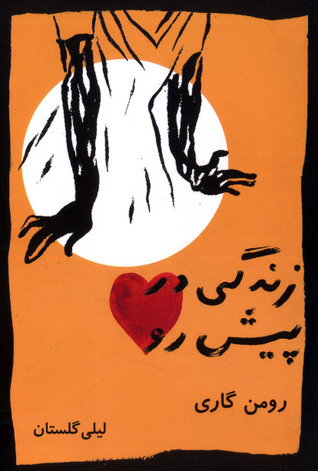 زندگی در
پیش رو
رومن گاری
لیلی گلستان